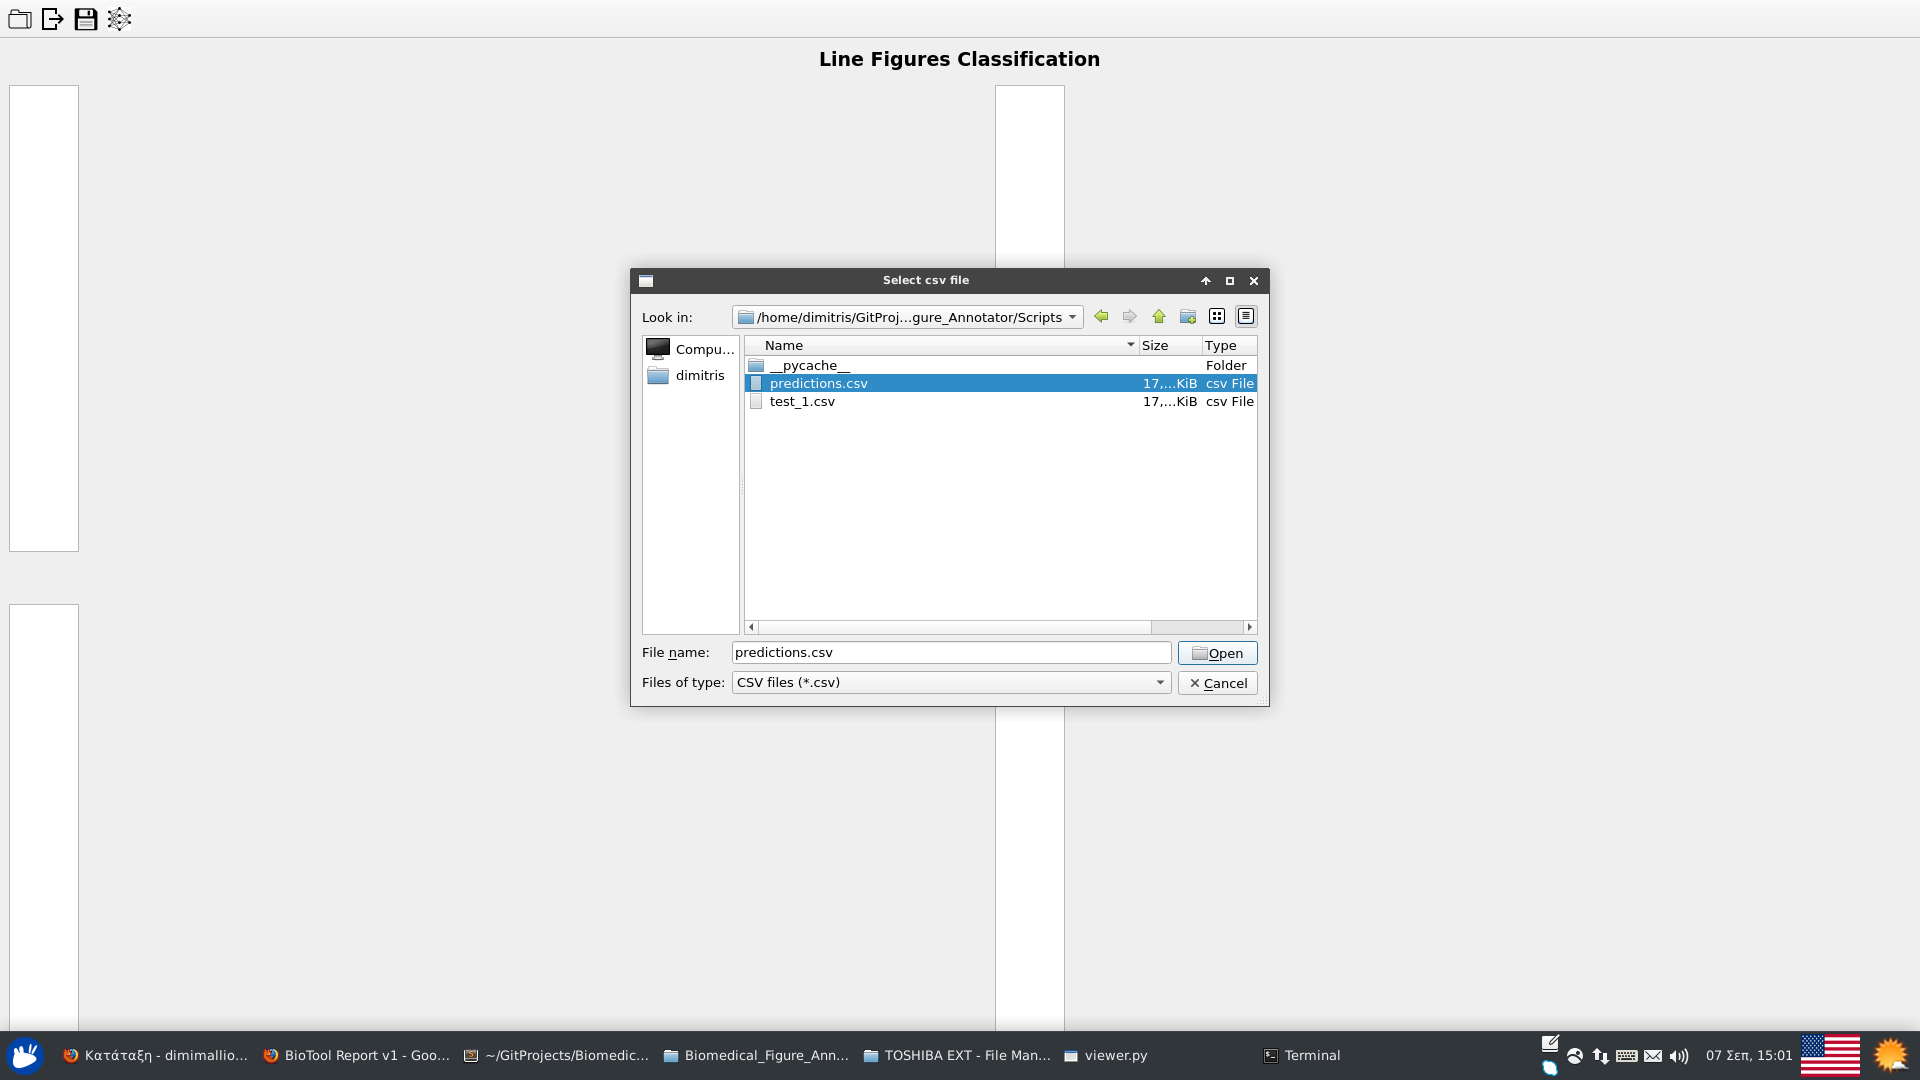 Line Figures Classification
Select csv file
Look in:
/home/dimitris/GitProj...gure_Annotator/Scripts
Compu...
dimitris
Name Size Type
__pycache__ Folder
predictions.csv 17,...KiB csv File
test_1.csv 17,...KiB csv File
File name: predictions.csv Open
Files of type: CSV files (*.csv) Cancel
Κατάταξη - dimimallio... BioTool Report v1 - Goo... ~/GitProjects/Biomedic... Biomedical_Figure_Ann... TOSHIBA EXT - File Man... viewer.py Terminal 07 Σεπ, 15:01